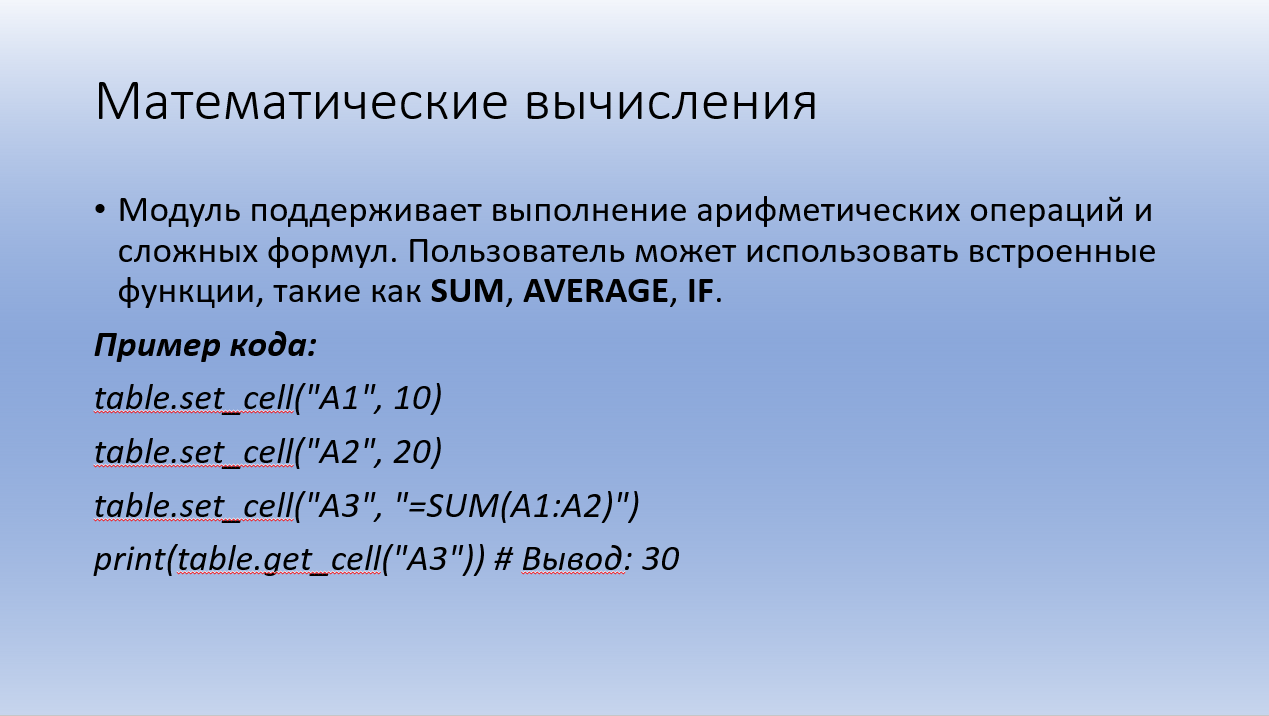 Математические вычисления
• Модуль поддерживает выполнение арифметических операций и
сложных формул. Пользователь может использовать встроенные
функции, такие как SUM, AVERAGE, IF.
Пример кода:
table.set_cell("A1", 10)
table.set_cell("A2", 20)
table.set_cell("A3", "=SUM(A1:A2)")
print(table.get_cell("A3")) # Вывод: 30